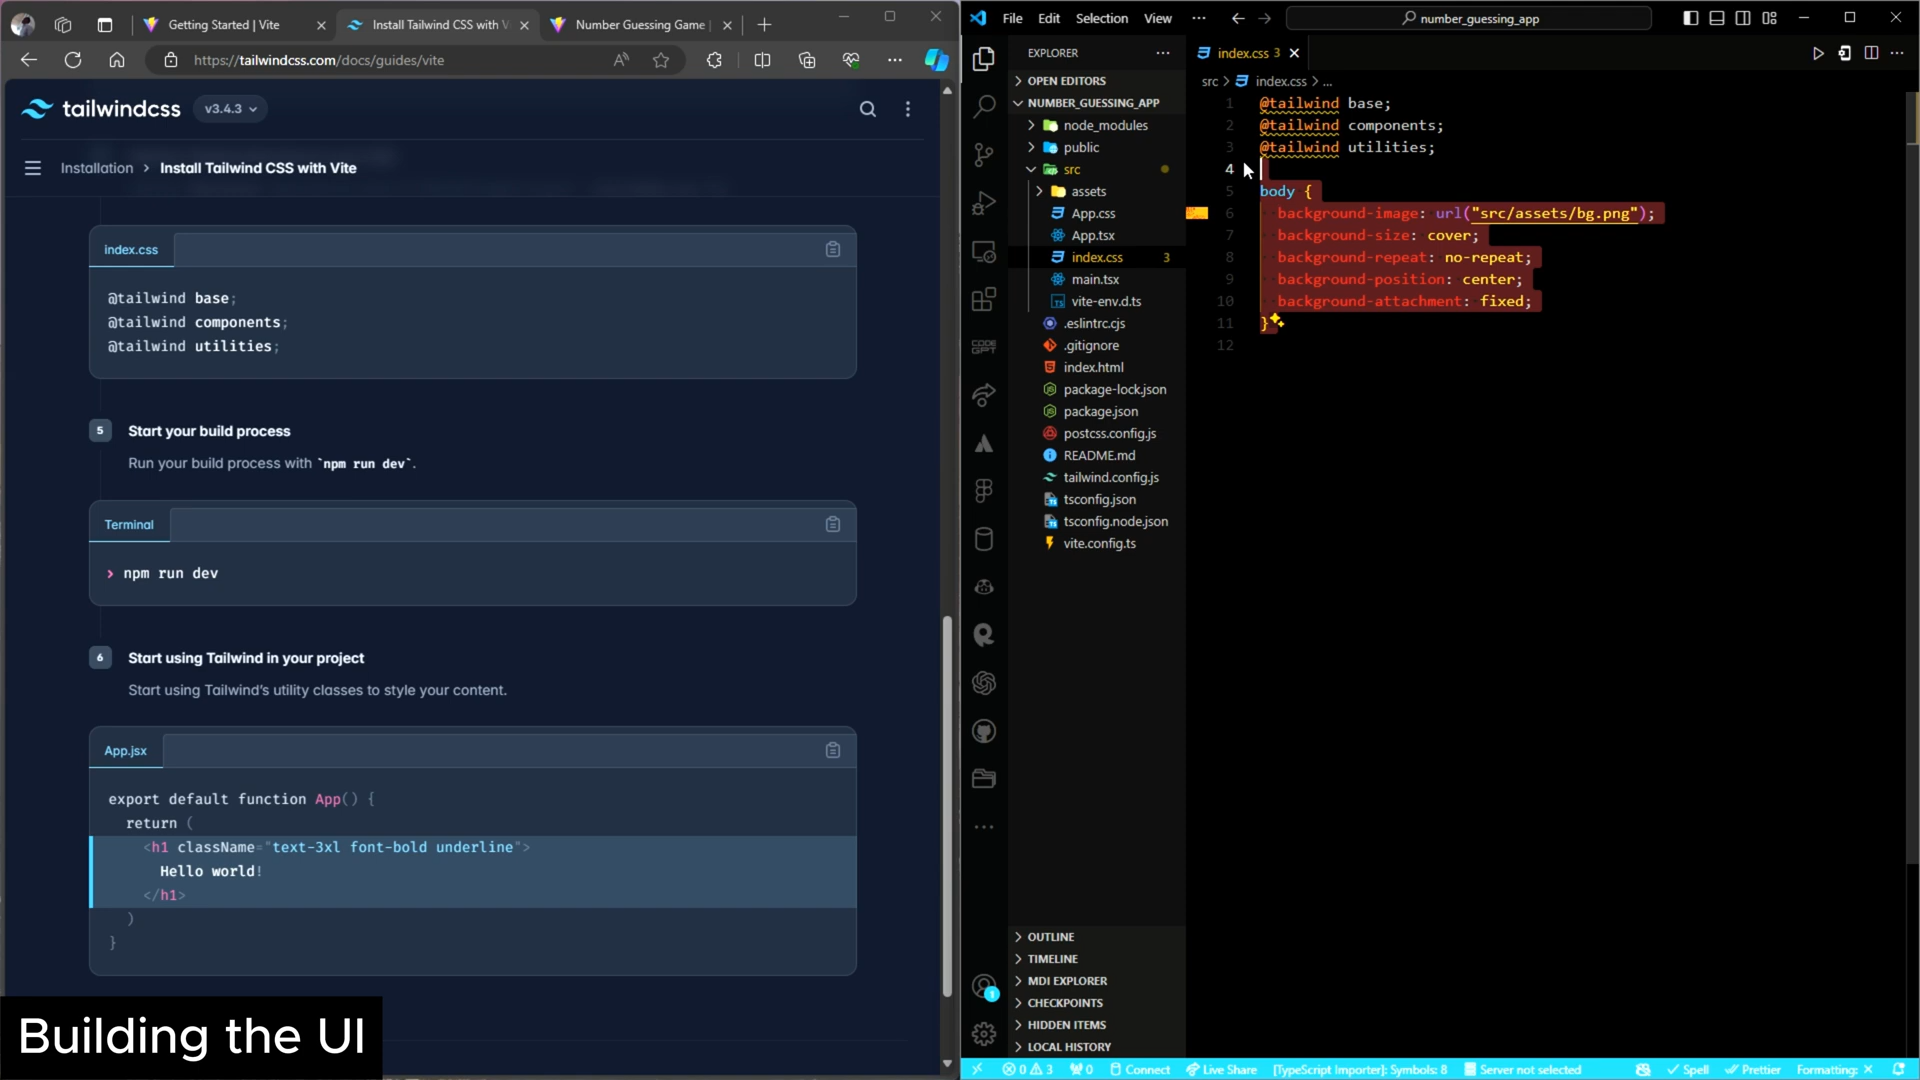 Getting Started | Vite
Install Tailwind CSS with V
Number Guessing Game |
https://tailwindcss.com/docs/guides/vite
tailwindcss
v3.4.3
Installation > Install Tailwind CSS with Vite
index.css
@tailwind base;
@tailwind components;
@tailwind utilities;
5 Start your build process
Run your build process with `npm run dev`.
Terminal
> npm run dev
6 Start using Tailwind in your project
Start using Tailwind's utility classes to style your content.
App.jsx
export default function App() {
return (
<h1 className="text-3xl font-bold underline">
Hello world!
</h1>
)
}
Building the UI
File Edit Selection View ...
number_guessing_app
EXPLORER
OPEN EDITORS
NUMBER_GUESSING_APP
node_modules
public
src
assets
App.css
App.tsx
index.css 3
main.tsx
vite-env.d.ts
.eslintrc.cjs
.gitignore
index.html
package-lock.json
package.json
postcss.config.js
README.md
tailwind.config.js
tsconfig.json
tsconfig.node.json
vite.config.ts
CODE
GPT
OUTLINE
TIMELINE
MDI EXPLORER
CHECKPOINTS
HIDDEN ITEMS
LOCAL HISTORY
index.css 3
src > index.css > ...
1 @tailwind base;
2 @tailwind components;
3 @tailwind utilities;
4
5 body {
6 background-image: url("src/assets/bg.png");
7 background-size: cover;
8 background-repeat: no-repeat;
9 background-position: center;
10 background-attachment: fixed;
11 }
12
1
0 3 0 Connect Live Share [TypeScript Importer]: Symbols: 8 Server not selected Spell Prettier Formatting: ×